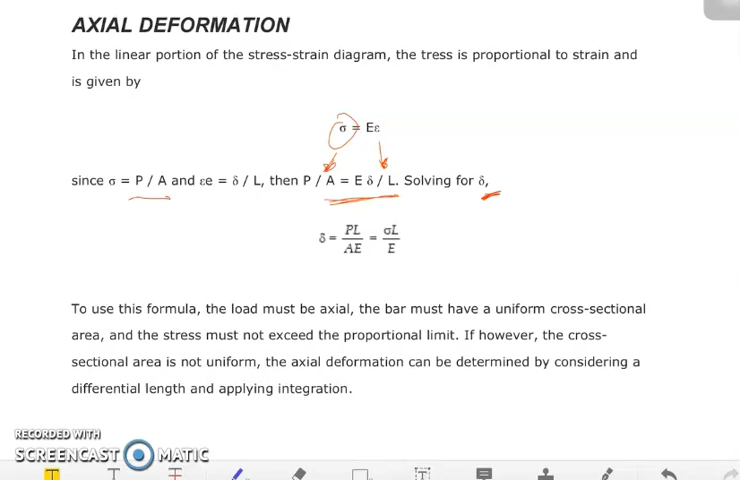 AXIAL DEFORMATION
In the linear portion of the stress-strain diagram, the tress is proportional to strain and
is given by
σ = Eε
since σ = P / A and εe = δ / L, then P / A = E δ / L. Solving for δ,
δ = PL/AE = σL/E
To use this formula, the load must be axial, the bar must have a uniform cross-sectional
area, and the stress must not exceed the proportional limit. If however, the cross-
sectional area is not uniform, the axial deformation can be determined by considering a
differential length and applying integration.
RECORDED WITH
SCREENCAST MATIC